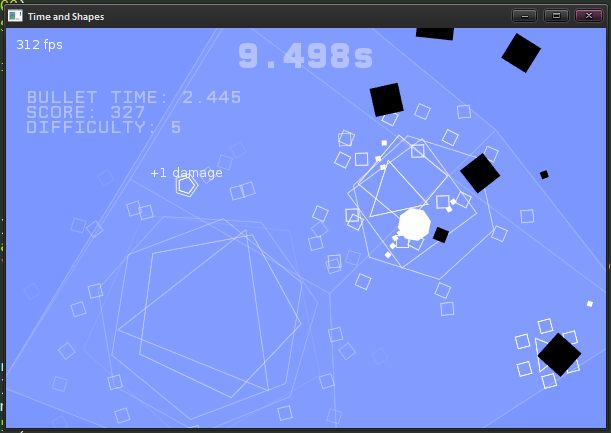 Time and Shapes
312 fps
9.498s
BULLET TIME: 2.445
SCORE: 327
DIFFICULTY: 5
+1 damage